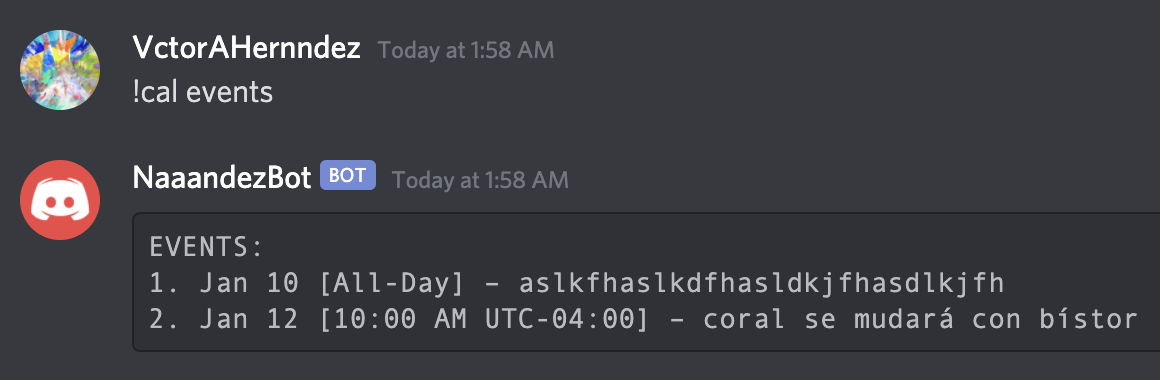 VctorAHernndez Today at 1:58 AM
!cal events
NaaandezBot BOT Today at 1:58 AM
EVENTS:
1. Jan 10 [All-Day] – aslkfhaslkdfhasldkjfhasdlkjfh
2. Jan 12 [10:00 AM UTC-04:00] – coral se mudará con bístor